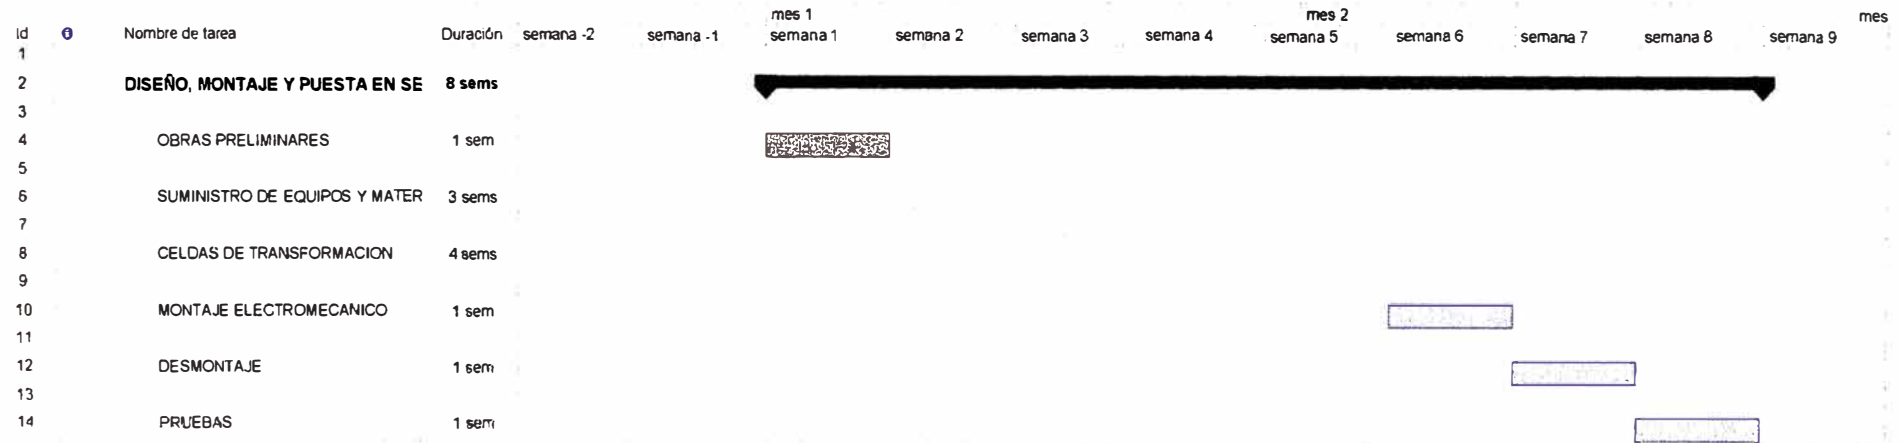 mes 1 mes 2 mes
Id Nombre de tarea Duración semana -2 semana -1 semana 1 semana 2 semana 3 semana 4 semana 5 semana 6 semana 7 semana 8 semana 9
1
2 DISEÑO, MONTAJE Y PUESTA EN SE 8 sems
3
4 OBRAS PRELIMINARES 1 sem
5
6 SUMINISTRO DE EQUIPOS Y MATER 3 sems
7
8 CELDAS DE TRANSFORMACION 4 sems
9
10 MONTAJE ELECTROMECANICO 1 sem
11
12 DESMONTAJE 1 sem
13
14 PRUEBAS 1 sem